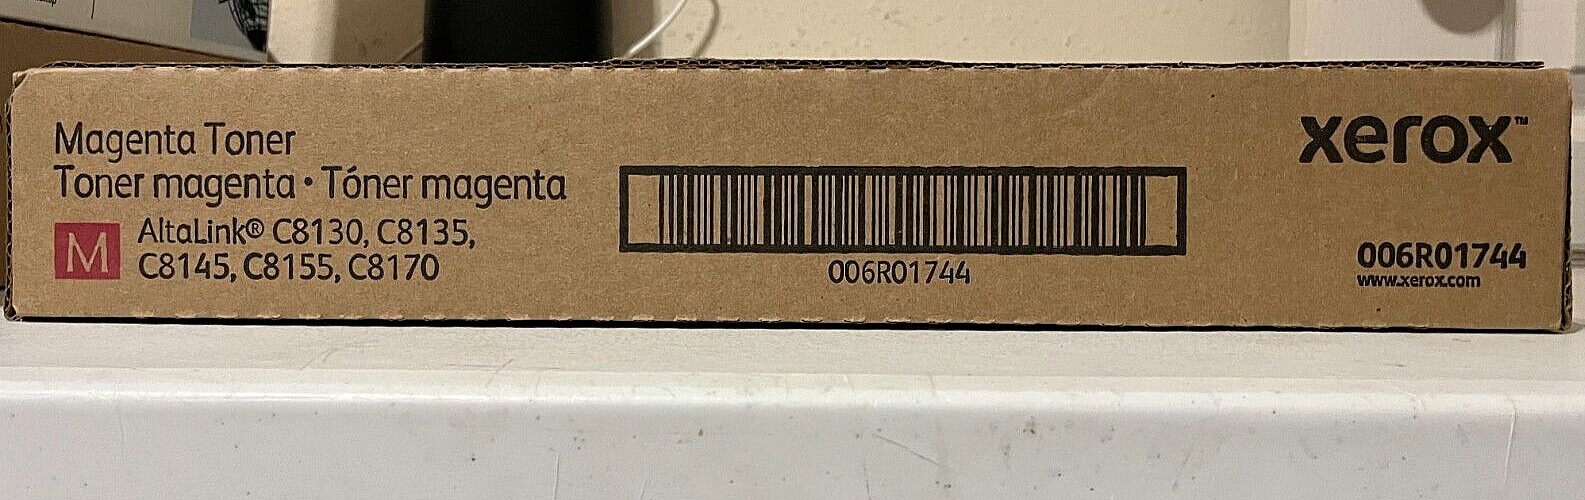 Magenta Toner
Toner magenta • Tóner magenta
M
AltaLink® C8130, C8135,
C8145, C8155, C8170
006R01744
xerox™
006R01744
www.xerox.com